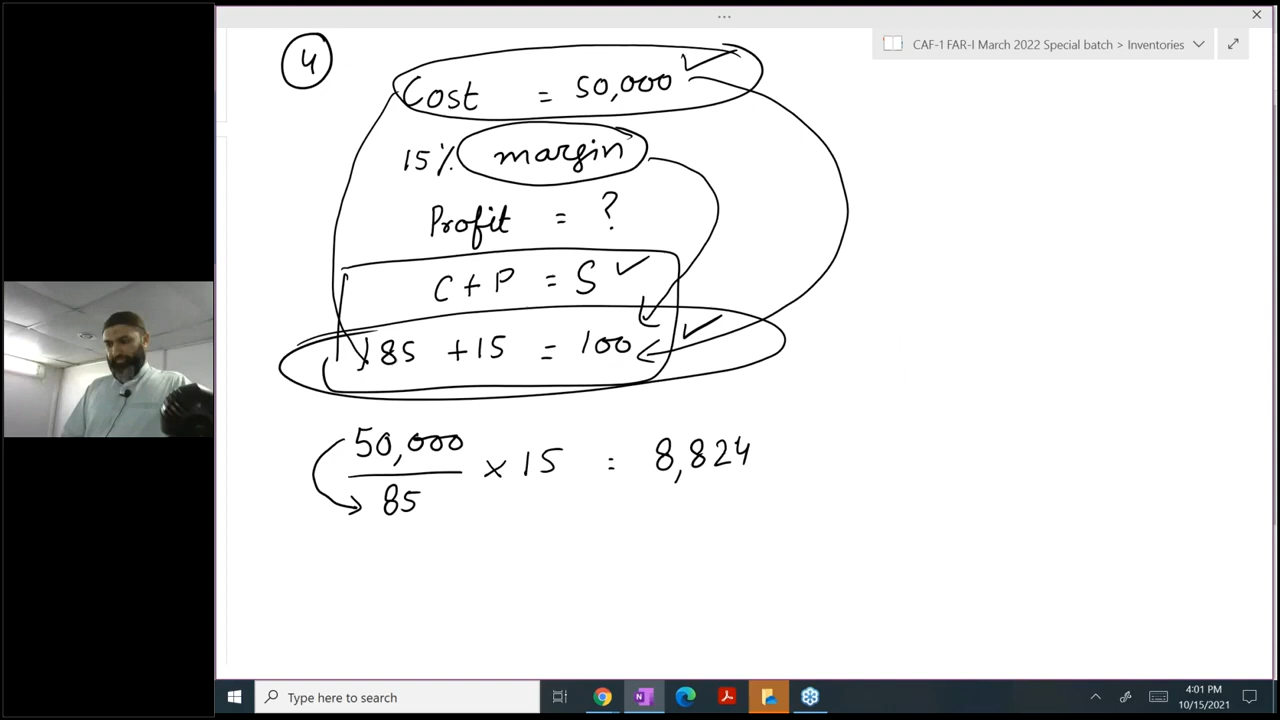 ...
CAF-1 FAR-I March 2022 Special batch > Inventories
4
Cost = 50,000
15% margin
Profit = ?
C + P = S
85 + 15 = 100
50,000
85
× 15 = 8,824
Type here to search
4:01 PM
10/15/2021